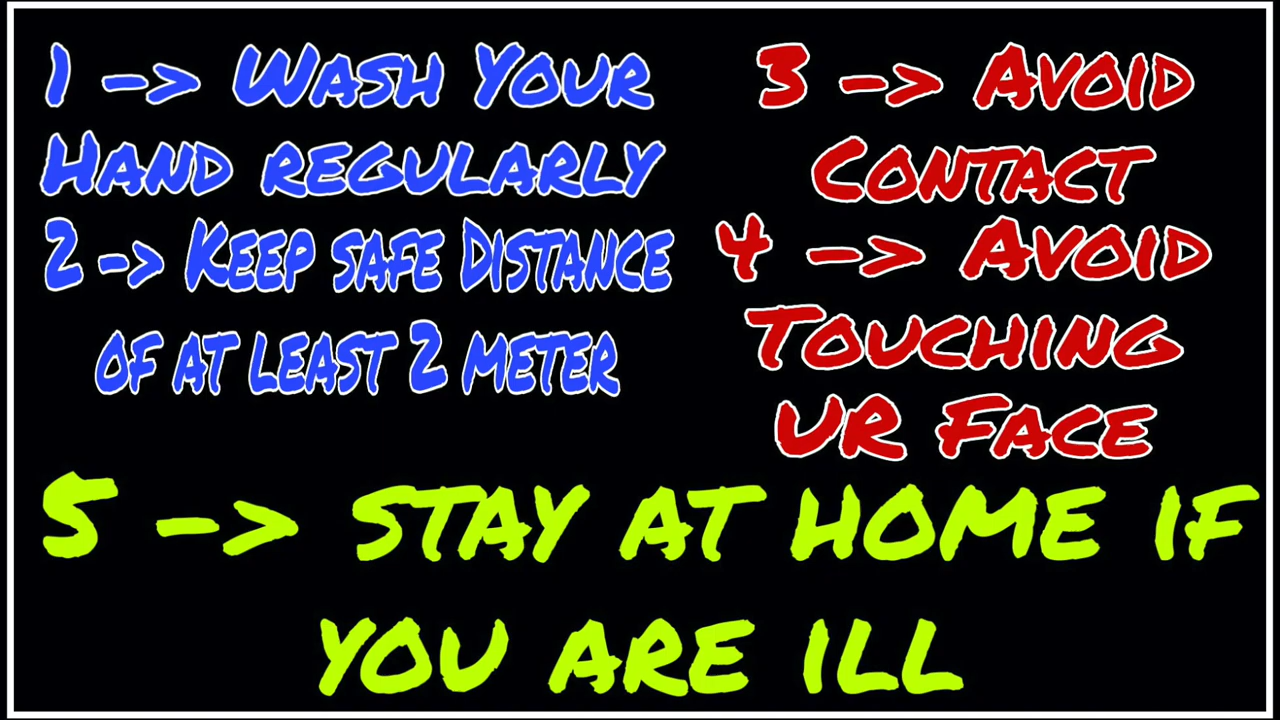 1 -> Wash Your
Hand regularly
2 -> Keep safe Distance
of at least 2 meter
3 -> Avoid
Contact
4 -> Avoid
Touching
ur Face
5 -> stay at home if
you are ill